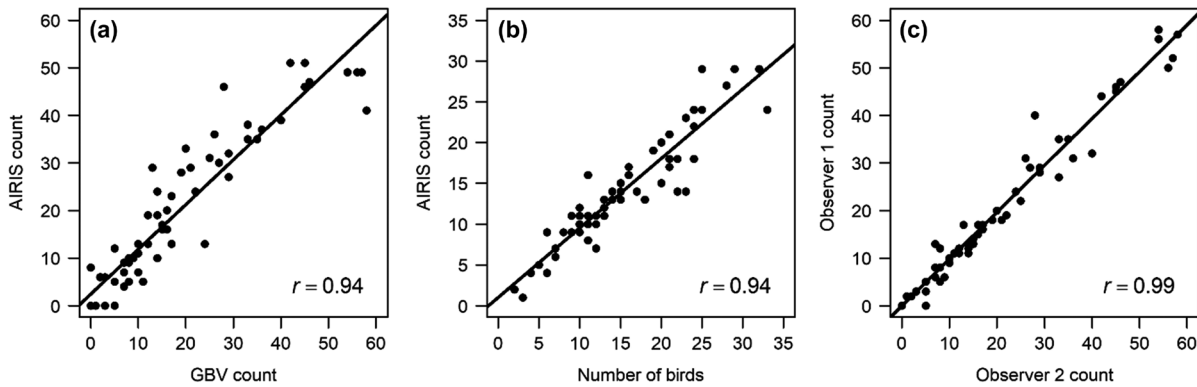 (a)
AIRIS count
60
50
40
30
20
10
0
r = 0.94
0 10 20 30 40 50 60
GBV count
(b)
AIRIS count
35
30
25
20
15
10
5
0
r = 0.94
0 5 10 15 20 25 30 35
Number of birds
(c)
Observer 1 count
60
50
40
30
20
10
0
r = 0.99
0 10 20 30 40 50 60
Observer 2 count